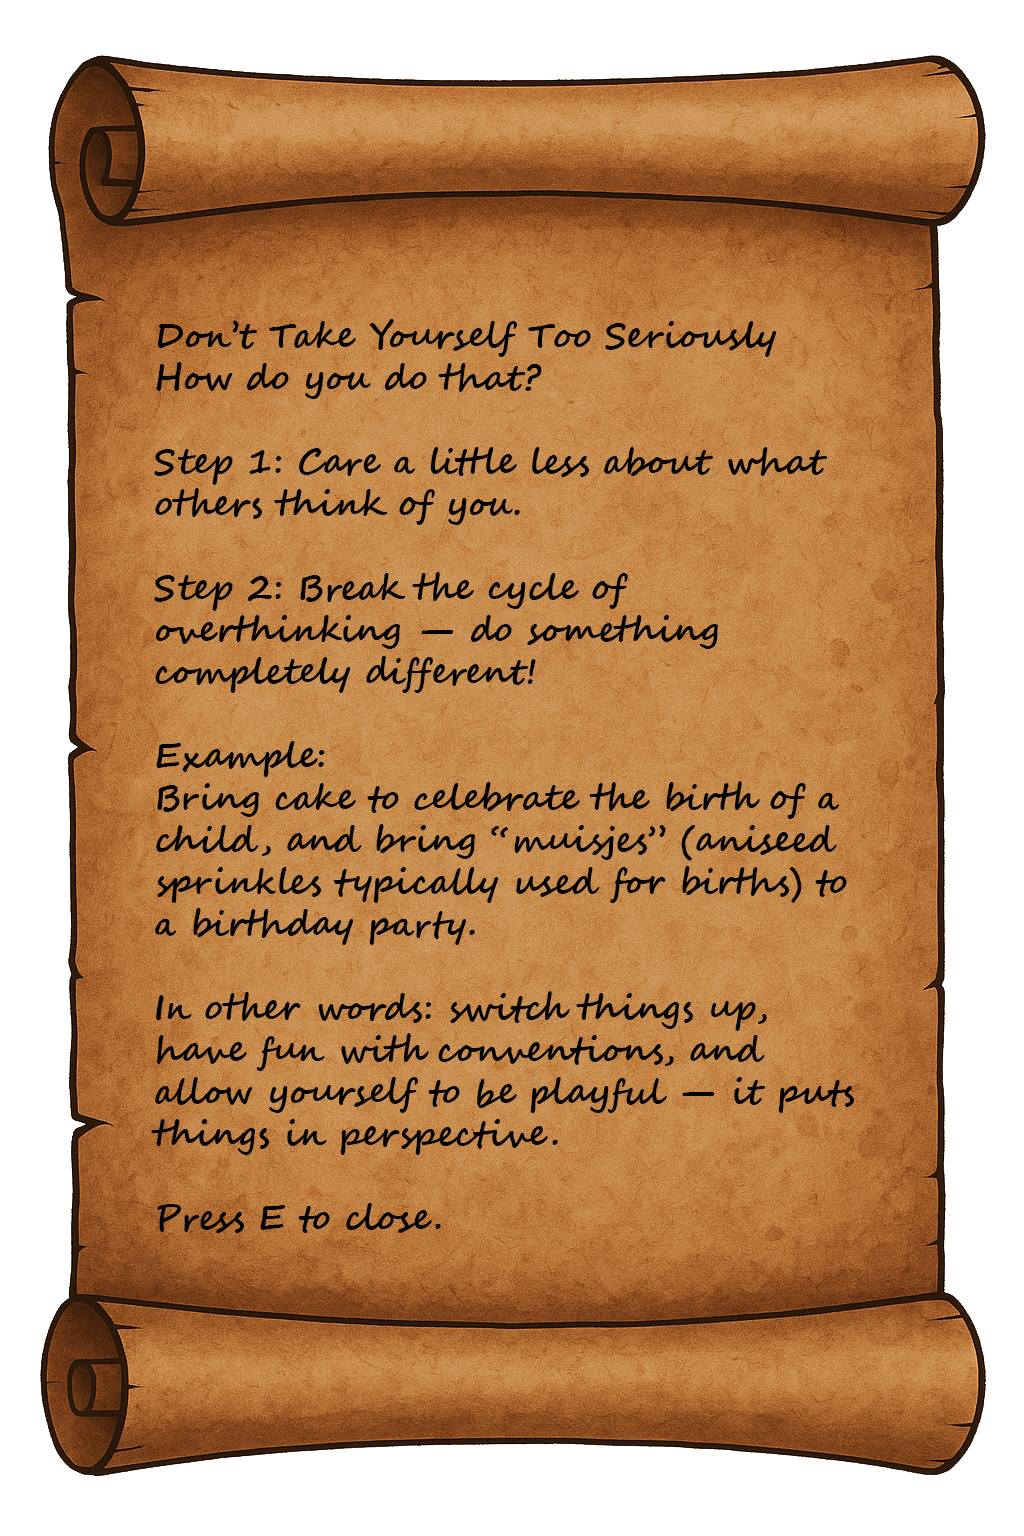 Don't Take Yourself Too Seriously
How do you do that?
Step 1: Care a little less about what
others think of you.
Step 2: Break the cycle of
overthinking — do something
completely different!
Example:
Bring cake to celebrate the birth of a
child, and bring “muisjes” (aniseed
sprinkles typically used for births) to
a birthday party.
In other words: switch things up,
have fun with conventions, and
allow yourself to be playful — it puts
things in perspective.
Press E to close.